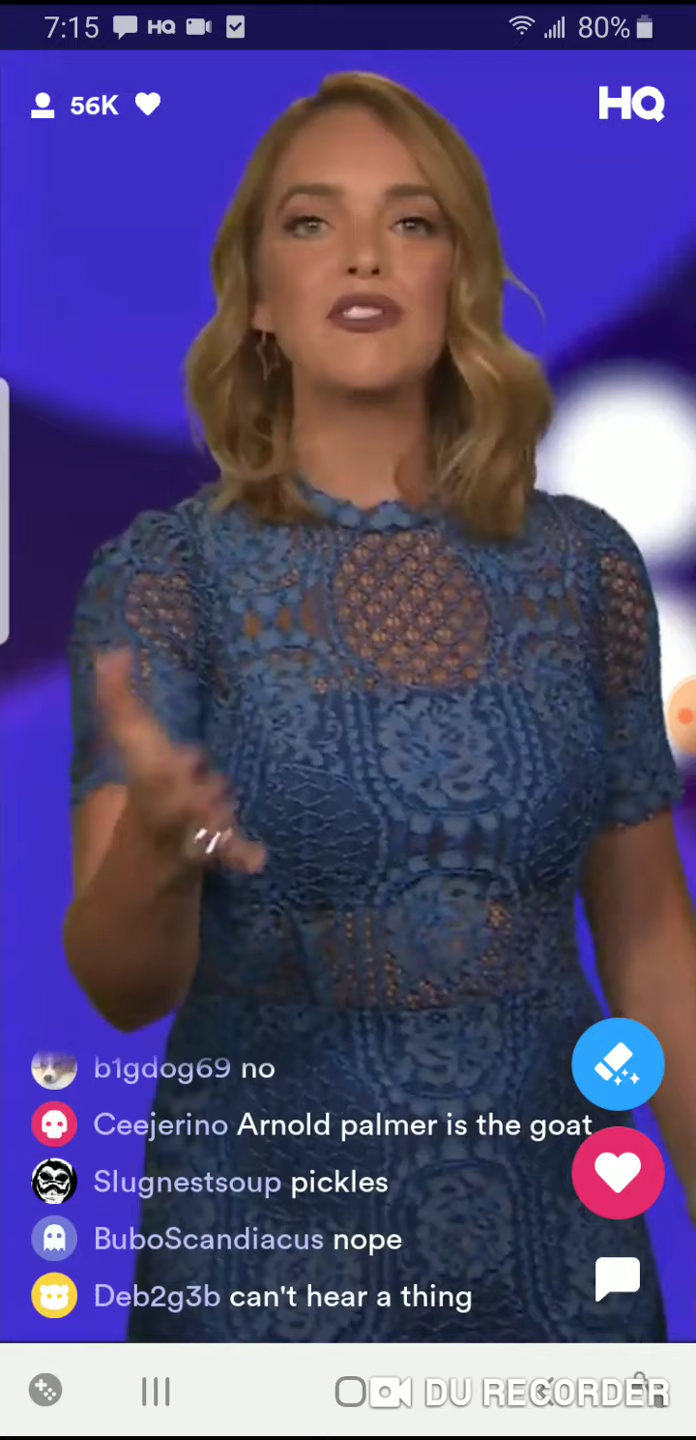 7:15 HQ 80%
56K HQ
b1gdog69 no
Ceejerino Arnold palmer is the goat
Slugnestsoup pickles
BuboScandiacus nope
Deb2g3b can't hear a thing
DU RECORDER